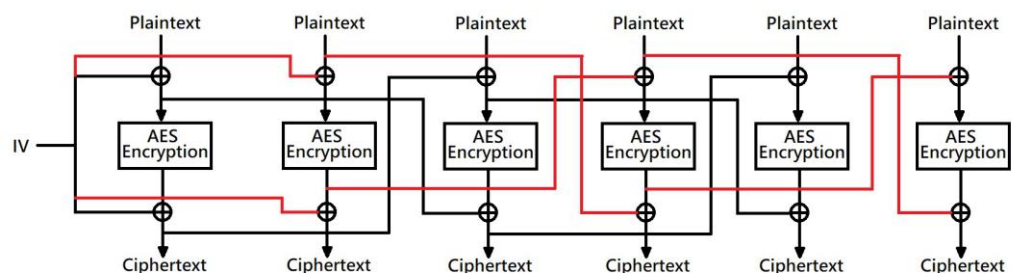 Plaintext Plaintext Plaintext Plaintext Plaintext Plaintext
IV
AES AES AES AES AES AES
Encryption Encryption Encryption Encryption Encryption Encryption
Ciphertext Ciphertext Ciphertext Ciphertext Ciphertext Ciphertext